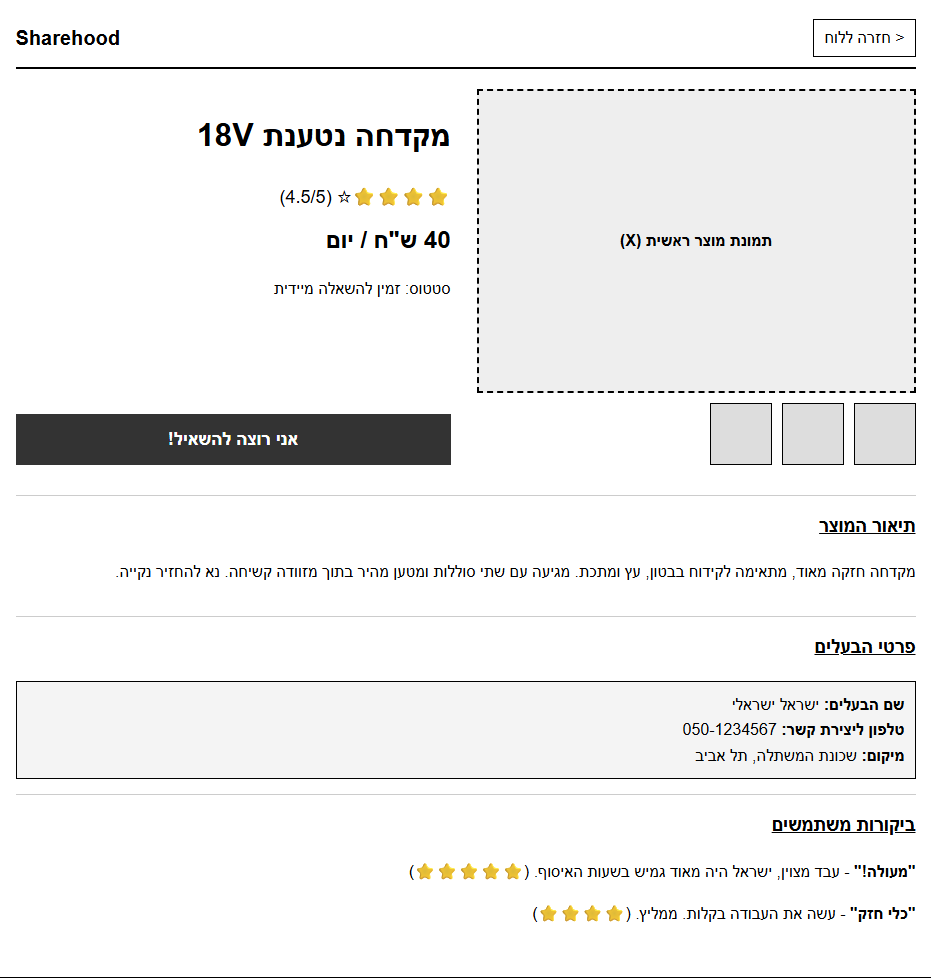 < חזרה ללוח
Sharehood
תמונת מוצר ראשית (X)
מקדחה נטענת 18V
⭐⭐⭐⭐☆ (4.5/5)
40 ש"ח / יום
סטטוס: זמין להשאלה מיידית
אני רוצה להשאיל!
תיאור המוצר
מקדחה חזקה מאוד, מתאימה לקידוח בבטון, עץ ומתכת. מגיעה עם שתי סוללות ומטען מהיר בתוך מזוודה קשיחה. נא להחזיר נקייה.
פרטי הבעלים
שם הבעלים: ישראל ישראלי
טלפון ליצירת קשר: 050-1234567
מיקום: שכונת המשתלה, תל אביב
ביקורות משתמשים
"מעולה!" - עבד מצוין, ישראל היה מאוד גמיש בשעות האיסוף. (⭐⭐⭐⭐⭐)
"כלי חזק" - עשה את העבודה בקלות. ממליץ. (⭐⭐⭐⭐)